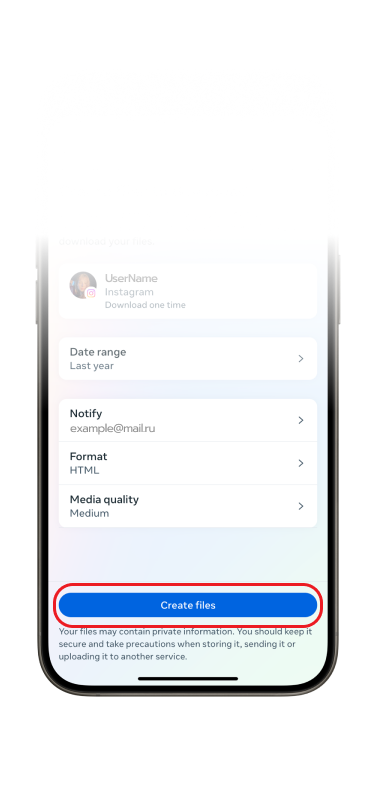 UserName
Instagram
Download one time
Date range
Last year
Notify
example@mail.ru
Format
HTML
Media quality
Medium
Create files
Your files may contain private information. You should keep it
secure and take precautions when storing it, sending it or
uploading it to another service.